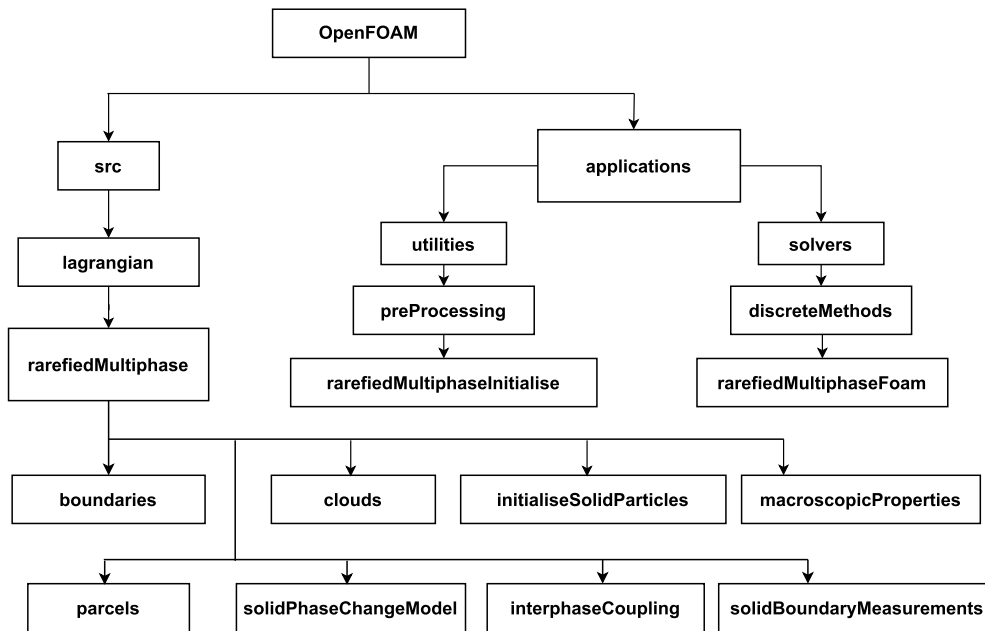 OpenFOAM
src
applications
lagrangian
utilities
solvers
rarefiedMultiphase
preProcessing
discreteMethods
rarefiedMultiphaseInitialise
rarefiedMultiphaseFoam
boundaries
clouds
initialiseSolidParticles
macroscopicProperties
parcels
solidPhaseChangeModel
interphaseCoupling
solidBoundaryMeasurements